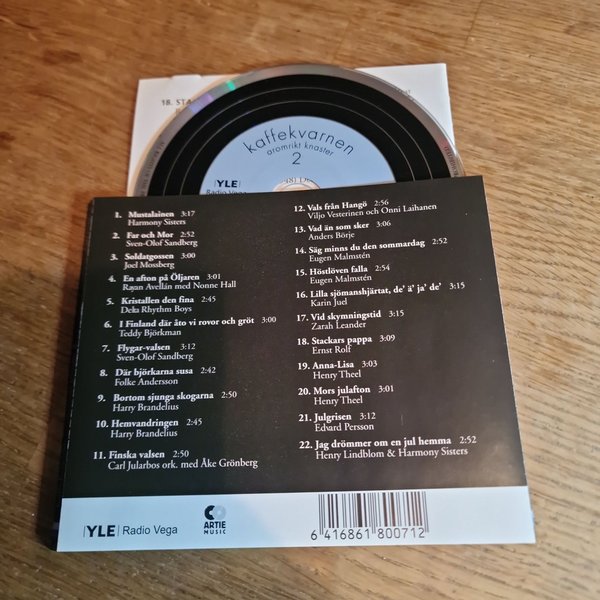 18. STA
kaffekvarnen
aromrikt knaster
2
YLE
Radio Vega
1. Mustalainen 3:17
Harmony Sisters
2. Far och Mor 2:52
Sven-Olof Sandberg
3. Soldatgossen 3:00
Joel Mossberg
4. En afton på Öljaren 3:01
Rayan Avellán med Nonne Hall
5. Kristallen den fina 2:45
Delta Rhythm Boys
6. I Finland där åto vi rovor och gröt 3:00
Teddy Björkman
7. Flygar-valsen 3:12
Sven-Olof Sandberg
8. Där björkarna susa 2:42
Folke Andersson
9. Bortom sjunga skogarna 2:50
Harry Brandelius
10. Hemvandringen 2:45
Harry Brandelius
11. Finska valsen 2:50
Carl Jularbos ork. med Åke Grönberg
12. Vals från Hangö 2:56
Viljo Vesterinen och Onni Laihanen
13. Vad än som sker 3:06
Anders Börje
14. Säg minns du den sommardag 2:52
Eugen Malmstén
15. Höstlöven falla 2:54
Eugen Malmstén
16. Lilla sjömanshjärtat, de' ä' ja' de' 3:15
Karin Juel
17. Vid skymningstid 3:15
Zarah Leander
18. Stackars pappa 3:09
Ernst Rolf
19. Anna-Lisa 3:03
Henry Theel
20. Mors julafton 3:01
Henry Theel
21. Julgrisen 3:12
Edvard Persson
22. Jag drömmer om en jul hemma 2:52
Henry Lindblom & Harmony Sisters
YLE Radio Vega
ARTIE
MUSIC
6 416861 800712